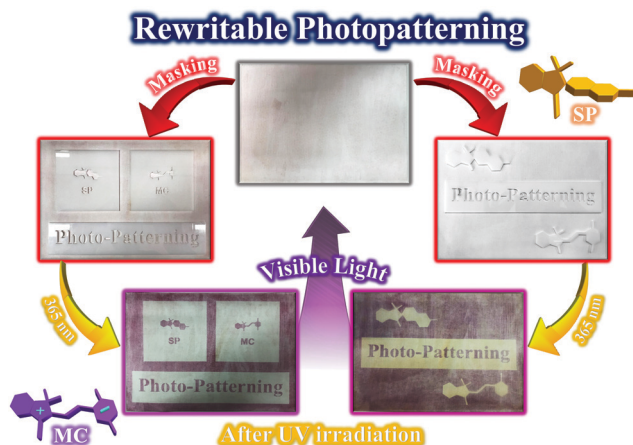 Rewritable Photopatterning
Masking
Masking
SP
SP
MC
Photo-Patterning
Photo-Patterning
365 nm
Visible Light
365 nm
SP
MC
Photo-Patterning
Photo-Patterning
+
−
MC
After UV irradiation